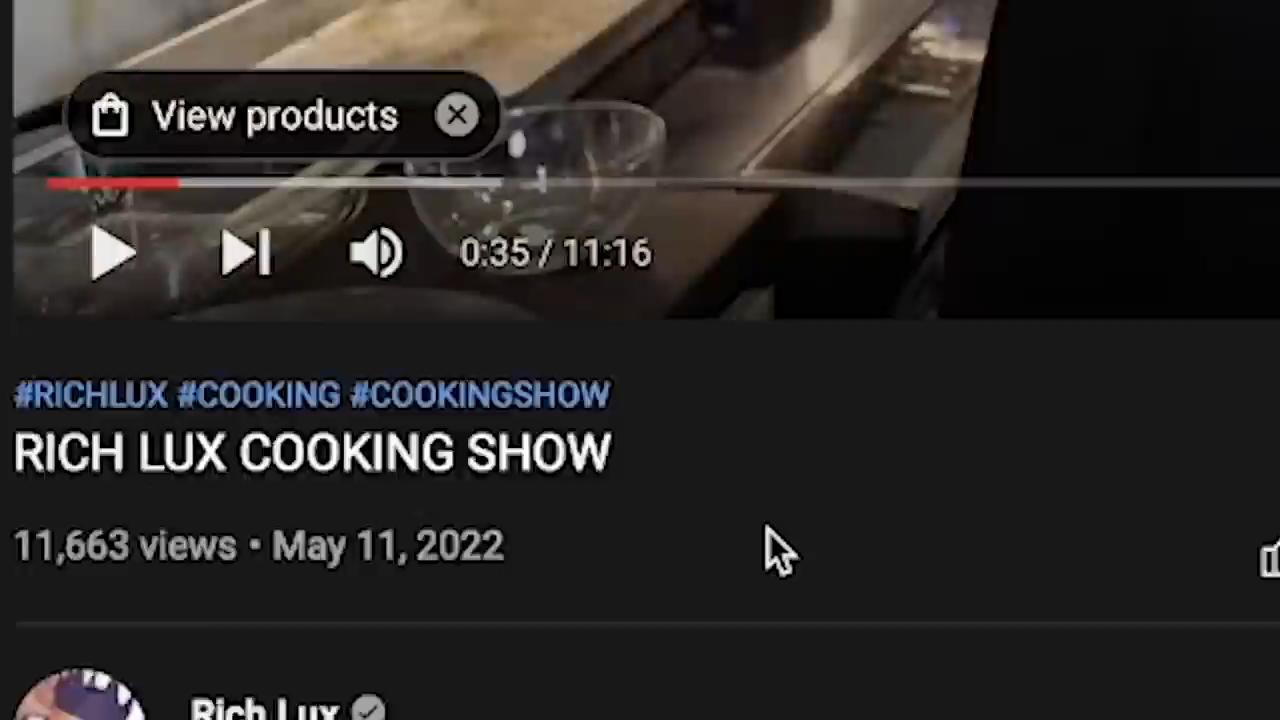 View products
0:35 / 11:16
#RICHLUX #COOKING #COOKINGSHOW
RICH LUX COOKING SHOW
11,663 views • May 11, 2022
Rich Lux